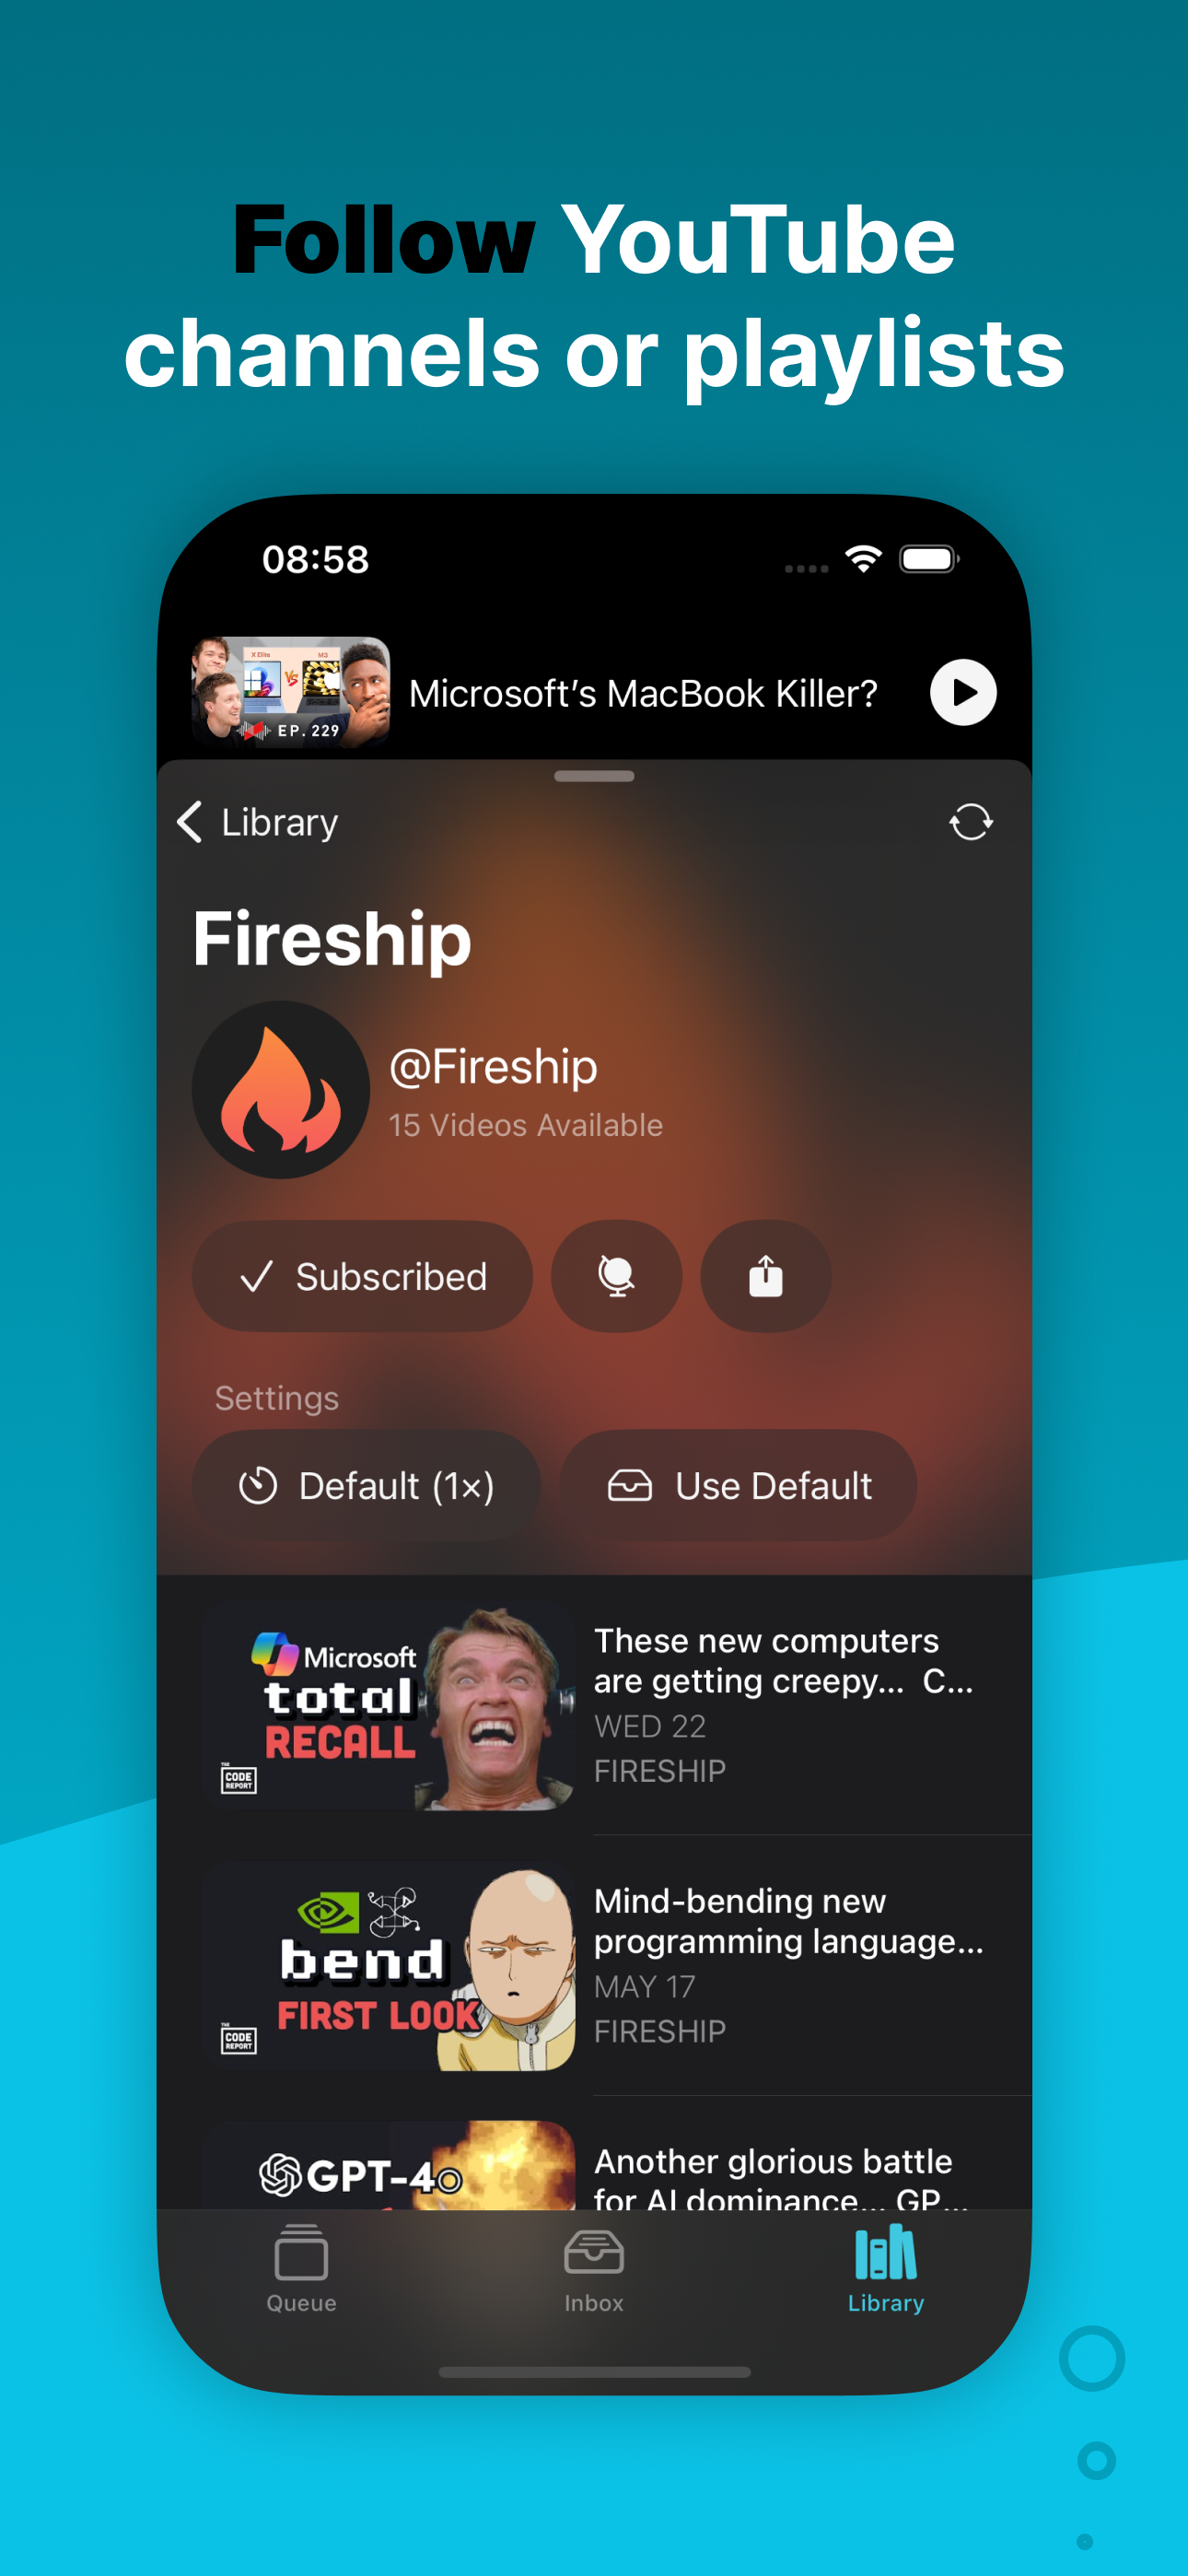 Follow YouTube
channels or playlists
08:58
X Elite
VS
M3
EP. 229
Microsoft’s MacBook Killer?
Library
Fireship
@Fireship
15 Videos Available
Subscribed
Settings
Default (1×)
Use Default
Microsoft
total
RECALL
THE
CODE
REPORT
These new computers
are getting creepy... C...
WED 22
FIRESHIP
bend
FIRST LOOK
THE
CODE
REPORT
Mind-bending new
programming language...
MAY 17
FIRESHIP
GPT-4o
Another glorious battle
for AI dominance... GP...
Queue
Inbox
Library